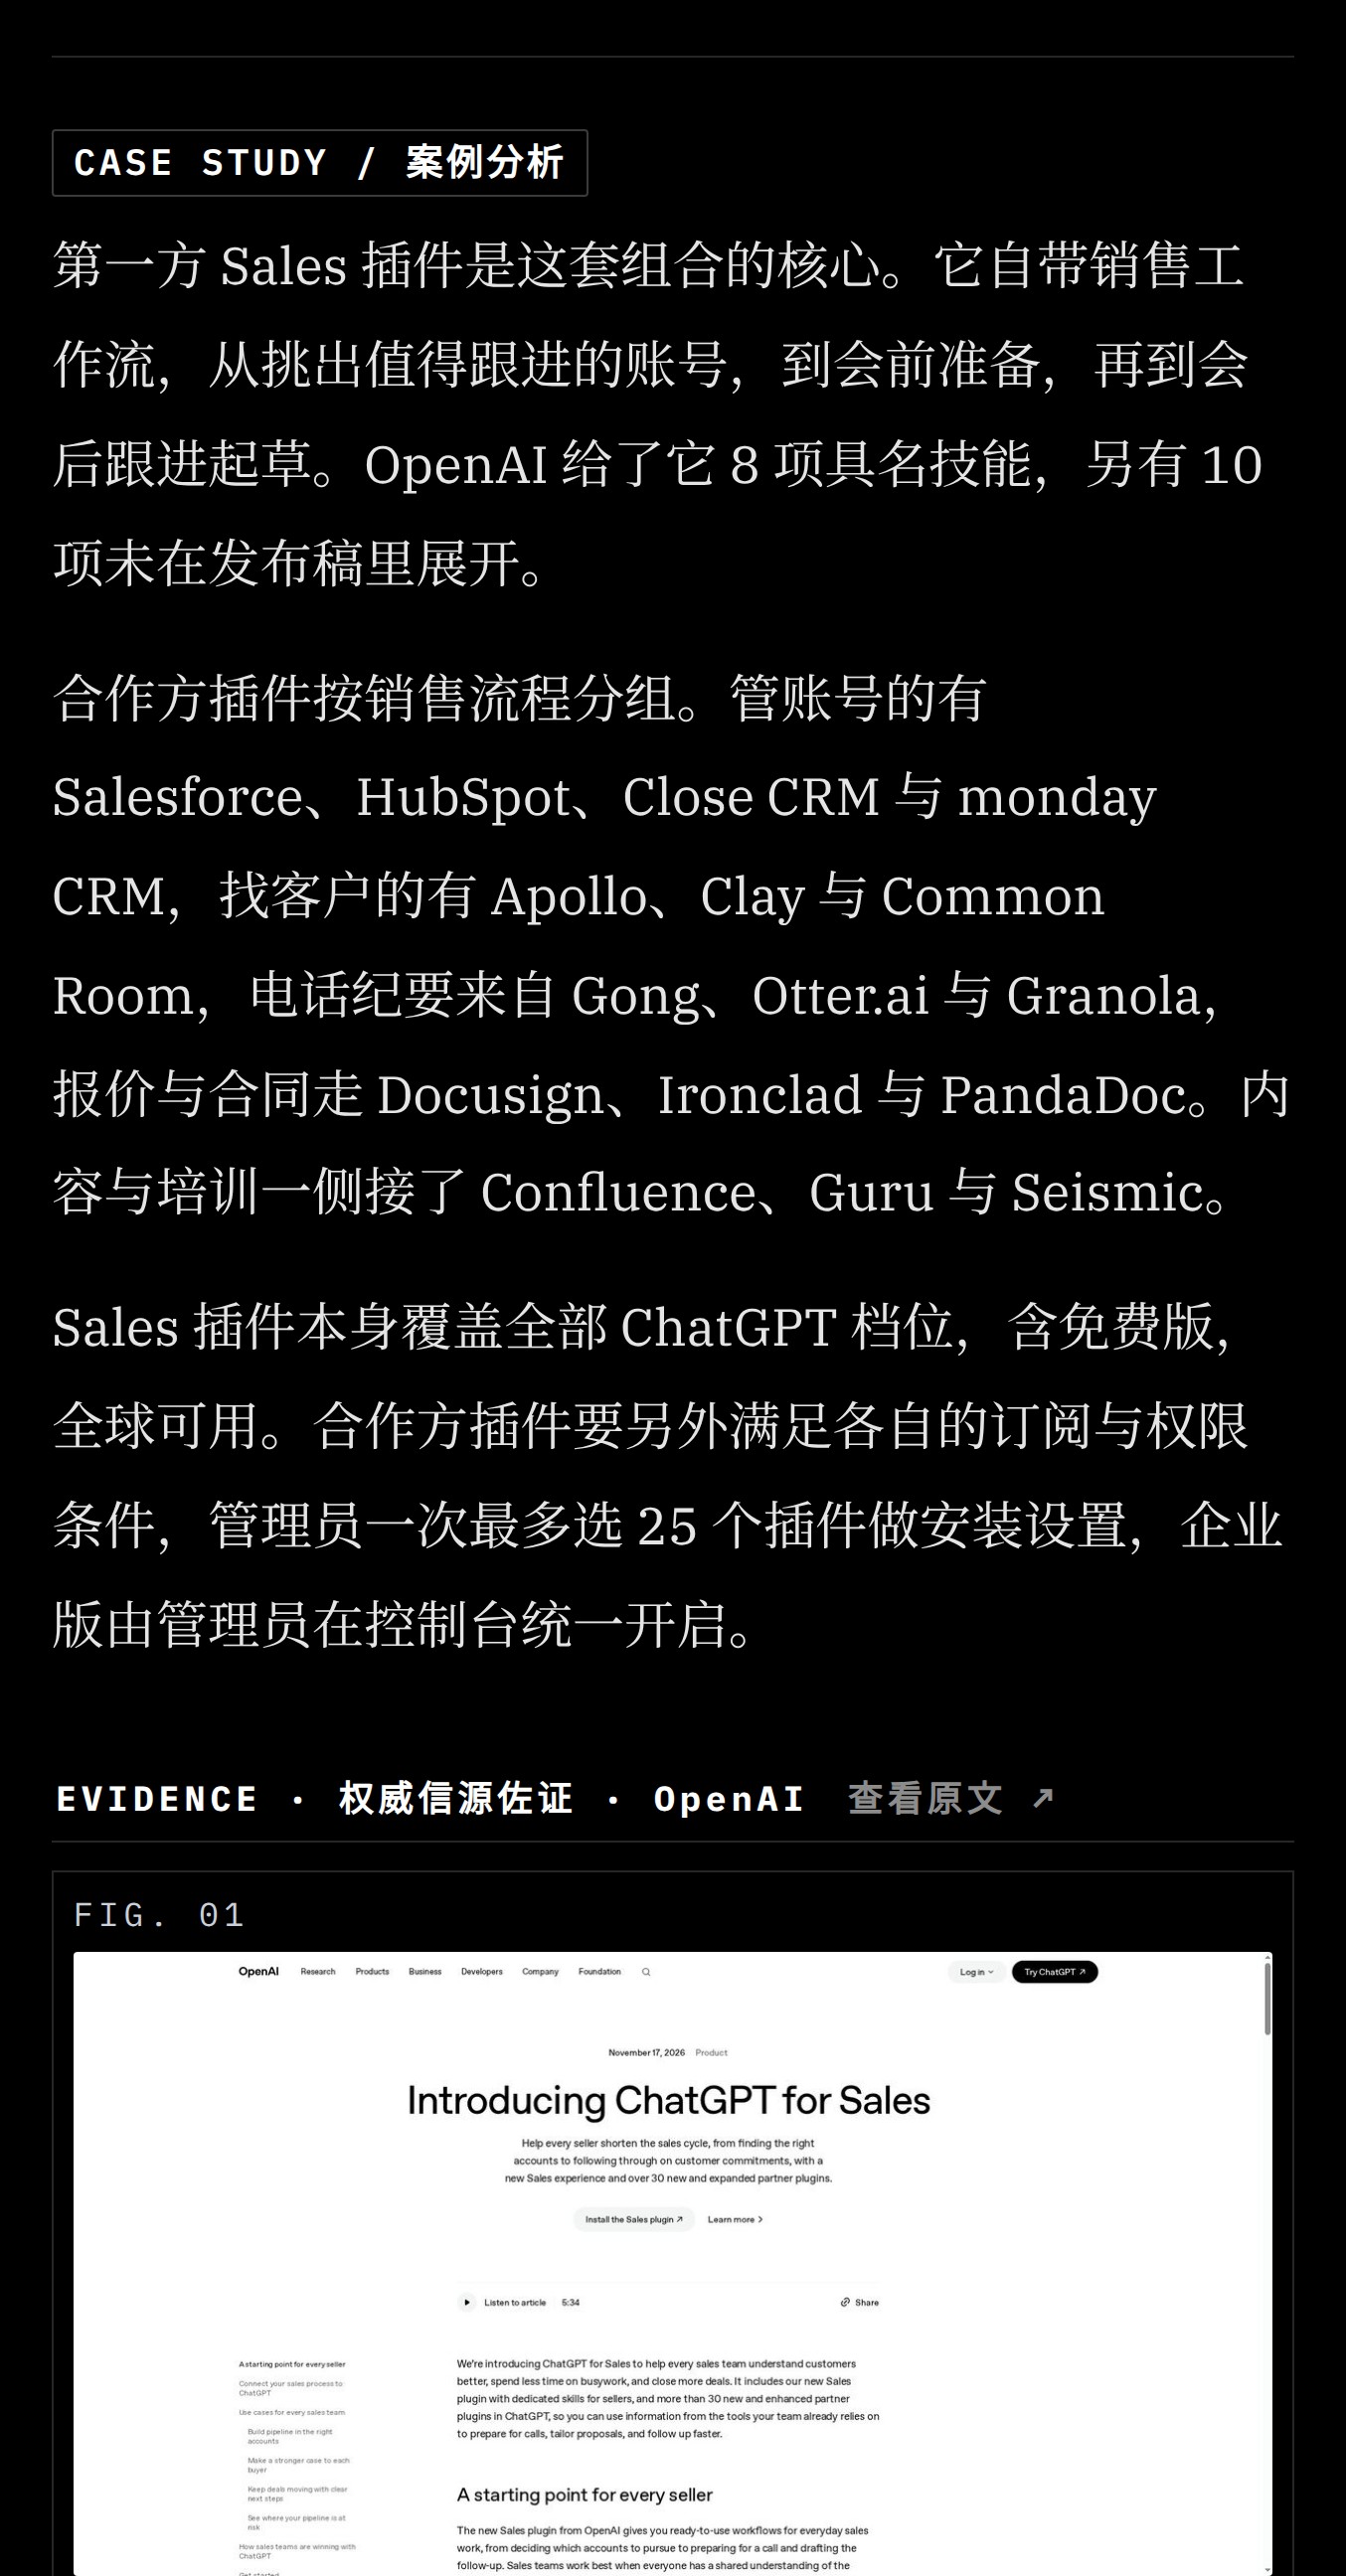 CASE STUDY / 案例分析
第一方 Sales 插件是这套组合的核心。它自带销售工
作流，从挑出值得跟进的账号，到会前准备，再到会
后跟进起草。OpenAI 给了它 8 项具名技能，另有 10
项未在发布稿里展开。
合作方插件按销售流程分组。管账号的有
Salesforce、HubSpot、Close CRM 与 monday
CRM，找客户的有 Apollo、Clay 与 Common
Room，电话纪要来自 Gong、Otter.ai 与 Granola，
报价与合同走 Docusign、Ironclad 与 PandaDoc。内
容与培训一侧接了 Confluence、Guru 与 Seismic。
Sales 插件本身覆盖全部 ChatGPT 档位，含免费版，
全球可用。合作方插件要另外满足各自的订阅与权限
条件，管理员一次最多选 25 个插件做安装设置，企业
版由管理员在控制台统一开启。
EVIDENCE · 权威信源佐证 · OpenAI 查看原文 ↗
FIG. 01
OpenAI Research Products Business Developers Company Foundation Log in Try ChatGPT ↗
November 17, 2026 Product
Introducing ChatGPT for Sales
Help every seller shorten the sales cycle, from finding the right
accounts to following through on customer commitments, with a
new Sales experience and over 30 new and expanded partner plugins.
Install the Sales plugin ↗ Learn more >
Listen to article 5:34 Share
A starting point for every seller
Connect your sales process to
ChatGPT
Use cases for every sales team
Build pipeline in the right
accounts
Make a stronger case to each
buyer
Keep deals moving with clear
next steps
See where your pipeline is at
risk
How sales teams are winning with
ChatGPT
Get started
We're introducing ChatGPT for Sales to help every sales team understand customers
better, spend less time on busywork, and close more deals. It includes our new Sales
plugin with dedicated skills for sellers, and more than 30 new and enhanced partner
plugins in ChatGPT, so you can use information from the tools your team already relies on
to prepare for calls, tailor proposals, and follow up faster.
A starting point for every seller
The new Sales plugin from OpenAI gives you ready-to-use workflows for everyday sales
work, from deciding which accounts to pursue to preparing for a call and drafting the
follow-up. Sales teams work best when everyone has a shared understanding of the